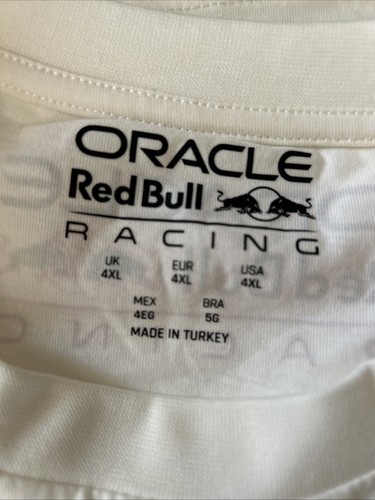 ORACLE
Red Bull
RACING
UK EUR USA
4XL 4XL 4XL
MEX BRA
4EG 5G
MADE IN TURKEY